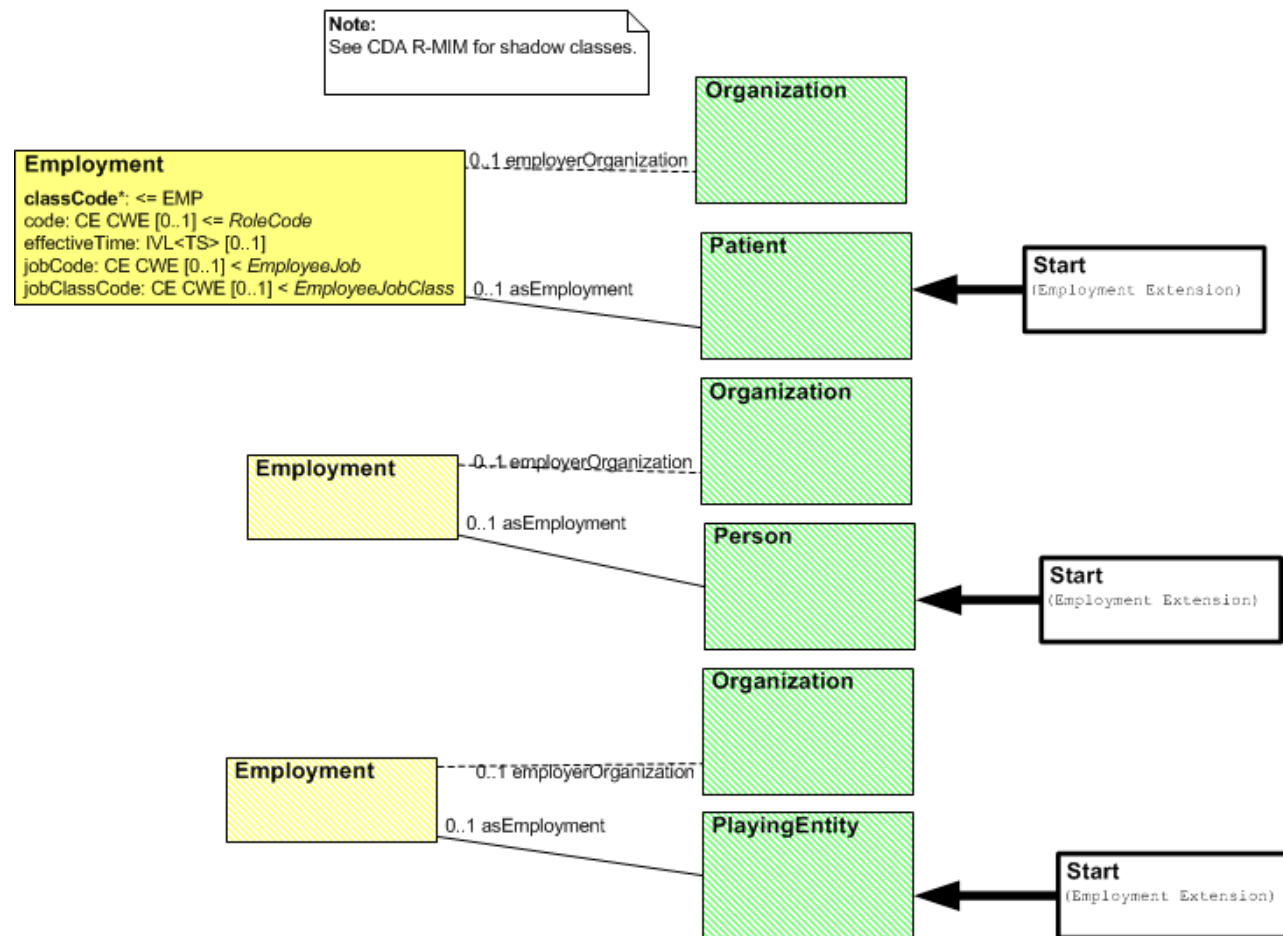 Note:
See CDA R-MIM for shadow classes.
Organization
Employment
classCode*: <= EMP
code: CE CWE [0..1] <= RoleCode
effectiveTime: IVL<TS> [0..1]
jobCode: CE CWE [0..1] < EmployeeJob
jobClassCode: CE CWE [0..1] < EmployeeJobClass
0..1 employerOrganization
Patient
0..1 asEmployment
Start
(Employment Extension)
Organization
Employment
0..1 employerOrganization
0..1 asEmployment
Person
Start
(Employment Extension)
Organization
Employment
0..1 employerOrganization
0..1 asEmployment
PlayingEntity
Start
(Employment Extension)